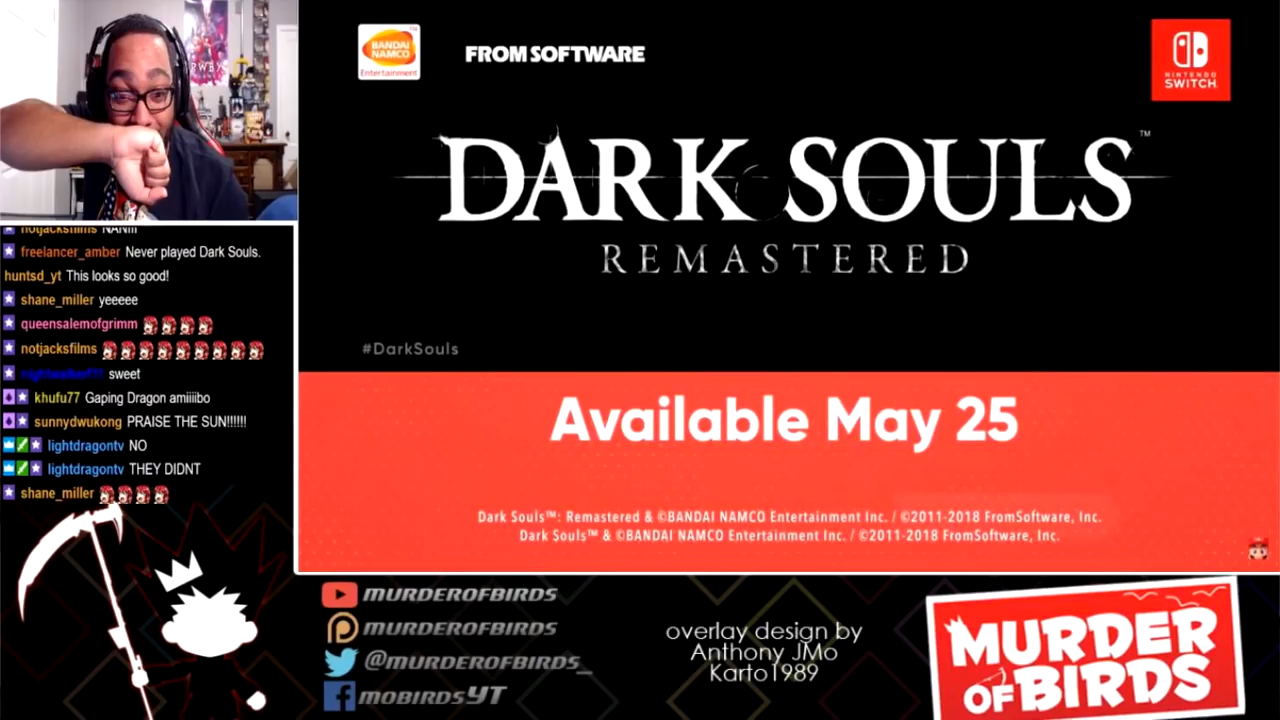 BANDAI
NAMCO
Entertainment
FROM SOFTWARE
NINTENDO
SWITCH
DARK SOULS™
REMASTERED
#DarkSouls
Available May 25
Dark Souls™: Remastered & ©BANDAI NAMCO Entertainment Inc. / ©2011-2018 FromSoftware, Inc.
Dark Souls™ & ©BANDAI NAMCO Entertainment Inc. / ©2011-2018 FromSoftware, Inc.
notjacksfilms
freelancer_amber Never played Dark Souls.
huntsd_yt This looks so good!
shane_miller yeeeee
queensalemofgrimm
notjacksfilms
sweet
khufu77 Gaping Dragon amiiiibo
sunnydwukong PRAISE THE SUN!!!!!!
lightdragontv NO
lightdragontv THEY DIDNT
shane_miller
MURDEROFBIRDS
MURDEROFBIRDS
@MURDEROFBIRDS_
MOBIRDSYT
overlay design by
Anthony JMo
Karto1989
MURDER
OF BIRDS